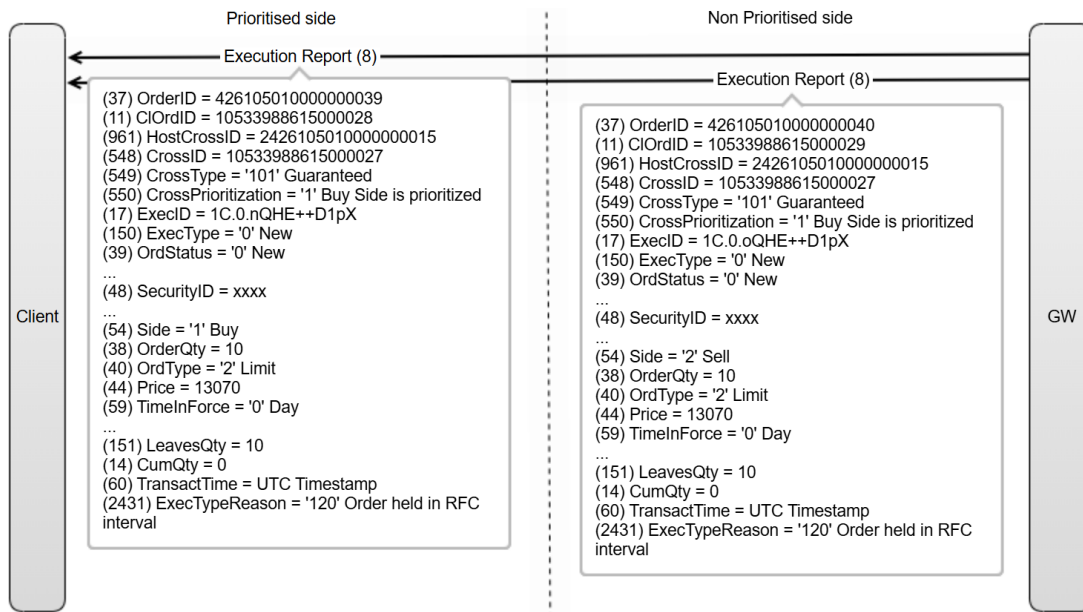 Prioritised side
Non Prioritised side
Execution Report (8)
Execution Report (8)
(37) OrderID = 426105010000000039
(11) ClOrdID = 10533988615000028
(961) HostCrossID = 2426105010000000015
(548) CrossID = 10533988615000027
(549) CrossType = '101' Guaranteed
(550) CrossPrioritization = '1' Buy Side is prioritized
(17) ExecID = 1C.0.nQHE++D1pX
(150) ExecType = '0' New
(39) OrdStatus = '0' New
...
(48) SecurityID = xxxx
...
(54) Side = '1' Buy
(38) OrderQty = 10
(40) OrdType = '2' Limit
(44) Price = 13070
(59) TimeInForce = '0' Day
...
(151) LeavesQty = 10
(14) CumQty = 0
(60) TransactTime = UTC Timestamp
(2431) ExecTypeReason = '120' Order held in RFC
interval
(37) OrderID = 426105010000000040
(11) ClOrdID = 10533988615000029
(961) HostCrossID = 2426105010000000015
(548) CrossID = 10533988615000027
(549) CrossType = '101' Guaranteed
(550) CrossPrioritization = '1' Buy Side is prioritized
(17) ExecID = 1C.0.oQHE++D1pX
(150) ExecType = '0' New
(39) OrdStatus = '0' New
...
(48) SecurityID = xxxx
...
(54) Side = '2' Sell
(38) OrderQty = 10
(40) OrdType = '2' Limit
(44) Price = 13070
(59) TimeInForce = '0' Day
...
(151) LeavesQty = 10
(14) CumQty = 0
(60) TransactTime = UTC Timestamp
(2431) ExecTypeReason = '120' Order held in RFC
interval
Client
GW